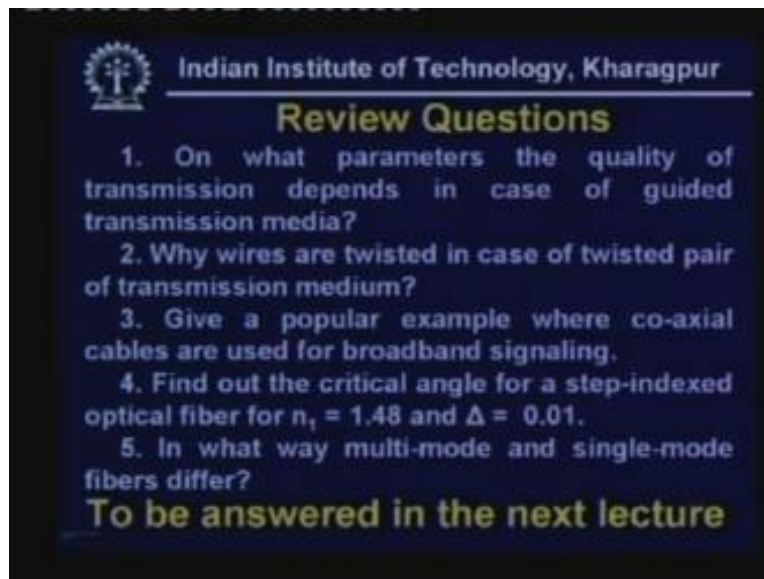 Indian Institute of Technology, Kharagpur
Review Questions
1. On what parameters the quality of
transmission depends in case of guided
transmission media?
2. Why wires are twisted in case of twisted pair
of transmission medium?
3. Give a popular example where co-axial
cables are used for broadband signaling.
4. Find out the critical angle for a step-indexed
optical fiber for n₁ = 1.48 and Δ = 0.01.
5. In what way multi-mode and single-mode
fibers differ?
To be answered in the next lecture